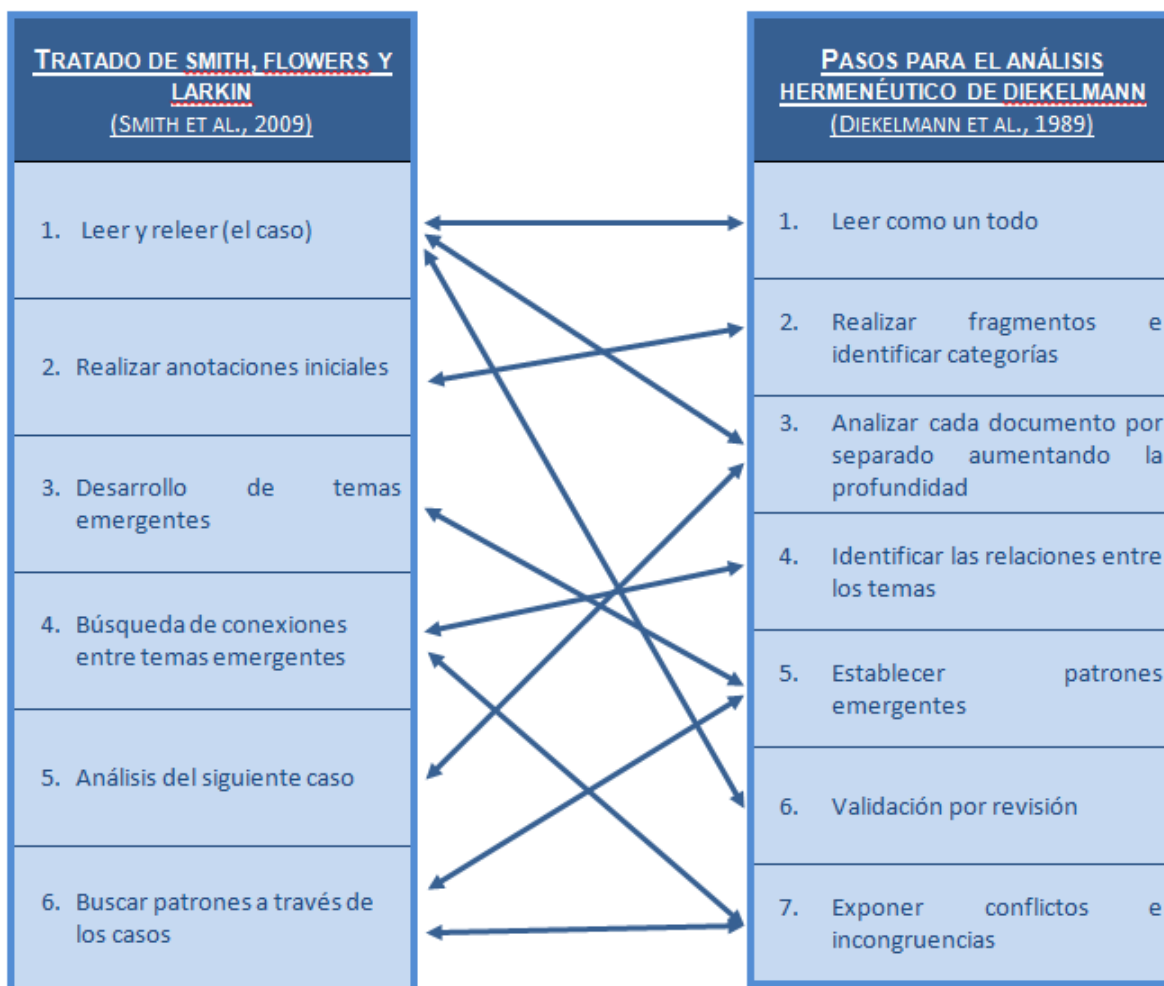 TRATADO DE SMITH, FLOWERS Y
LARKIN
(SMITH ET AL., 2009)
1. Leer y releer (el caso)
2. Realizar anotaciones iniciales
3. Desarrollo de temas
emergentes
4. Búsqueda de conexiones
entre temas emergentes
5. Análisis del siguiente caso
6. Buscar patrones a través de
los casos
PASOS PARA EL ANÁLISIS
HERMENÉUTICO DE DIEKELMANN
(DIEKELMANN ET AL., 1989)
1. Leer como un todo
2. Realizar fragmentos e
identificar categorías
3. Analizar cada documento por
separado aumentando la
profundidad
4. Identificar las relaciones entre
los temas
5. Establecer patrones
emergentes
6. Validación por revisión
7. Exponer conflictos e
incongruencias